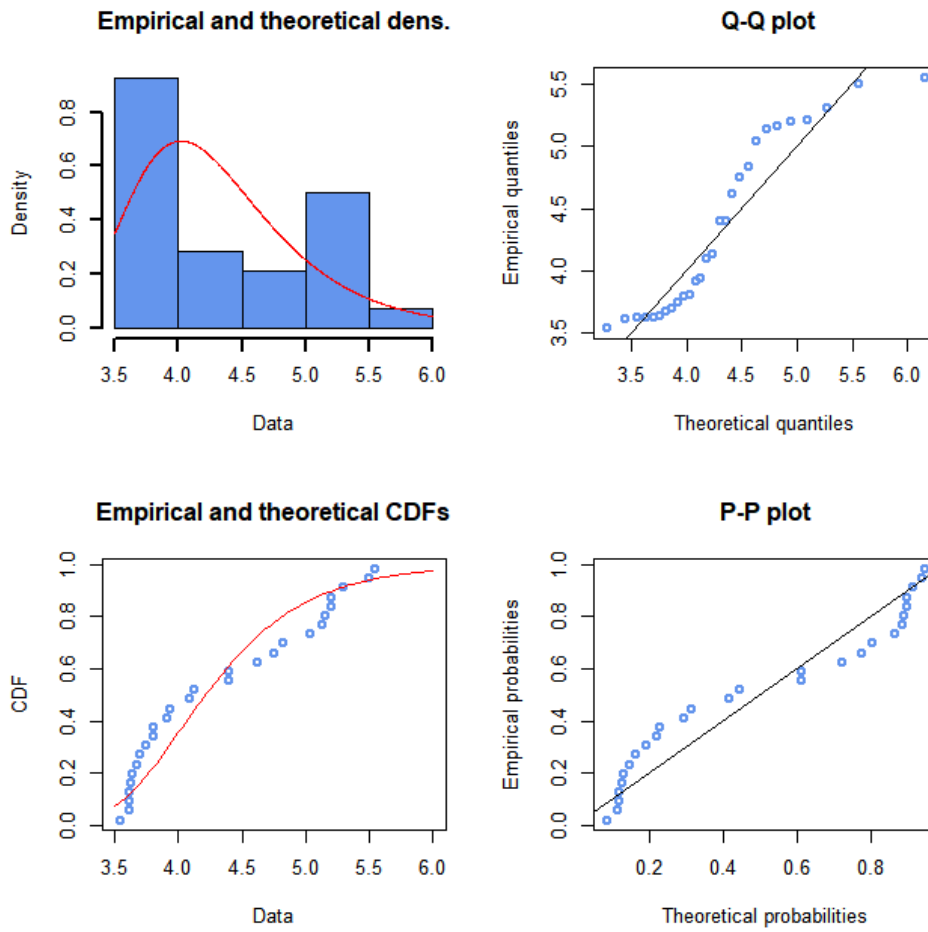 Empirical and theoretical dens.
Density
0.0 0.2 0.4 0.6 0.8
3.5 4.0 4.5 5.0 5.5 6.0
Data
Q-Q plot
Empirical quantiles
3.5 4.0 4.5 5.0 5.5
3.5 4.0 4.5 5.0 5.5 6.0
Theoretical quantiles
Empirical and theoretical CDFs
CDF
0.0 0.2 0.4 0.6 0.8 1.0
3.5 4.0 4.5 5.0 5.5 6.0
Data
P-P plot
Empirical probabilities
0.0 0.2 0.4 0.6 0.8 1.0
0.2 0.4 0.6 0.8
Theoretical probabilities